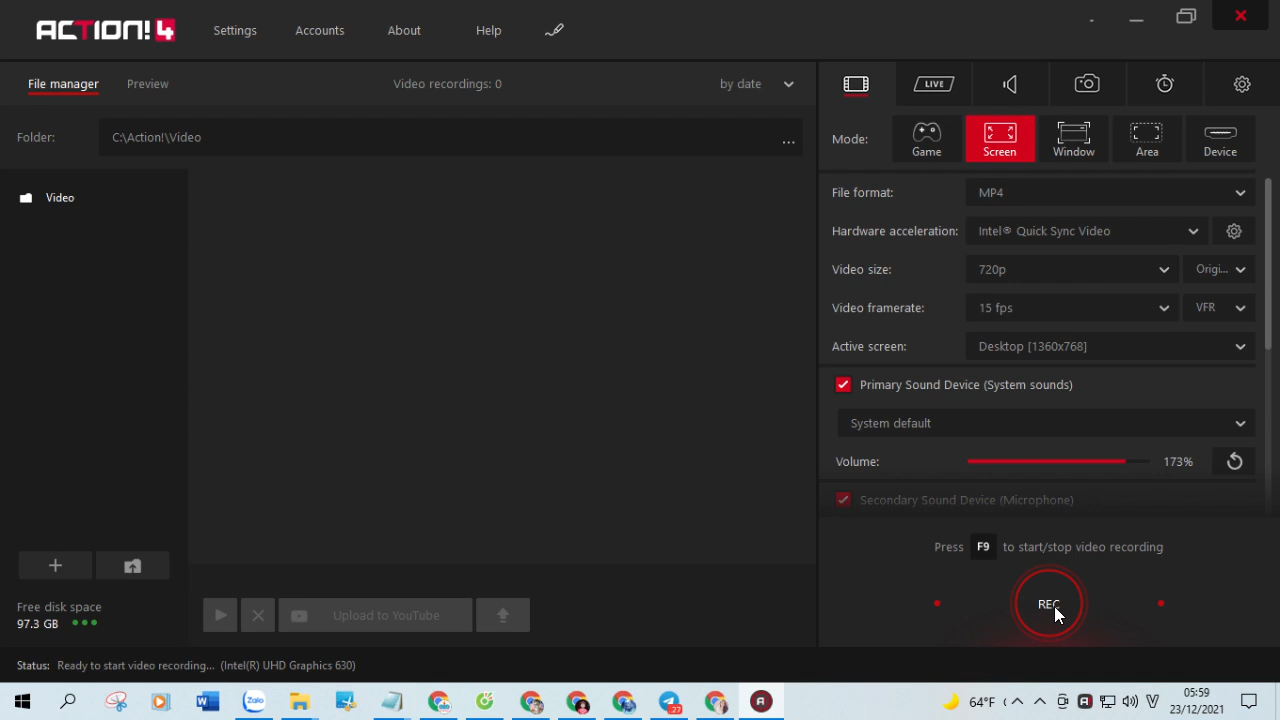 ACTION! 4
Settings
Accounts
About
Help
File manager
Preview
Video recordings: 0
by date
Folder:
C:\Action!\Video
...
Video
Free disk space
97.3 GB
Upload to YouTube
LIVE
Mode:
Game
Screen
Window
Area
Device
File format:
MP4
Hardware acceleration:
Intel® Quick Sync Video
Video size:
720p
Origi...
Video framerate:
15 fps
VFR
Active screen:
Desktop [1360x768]
Primary Sound Device (System sounds)
System default
Volume:
173%
Secondary Sound Device (Microphone)
Press F9 to start/stop video recording
REC
Status: Ready to start video recording... (Intel(R) UHD Graphics 630)
Zalo
27
64°F
05:59
23/12/2021